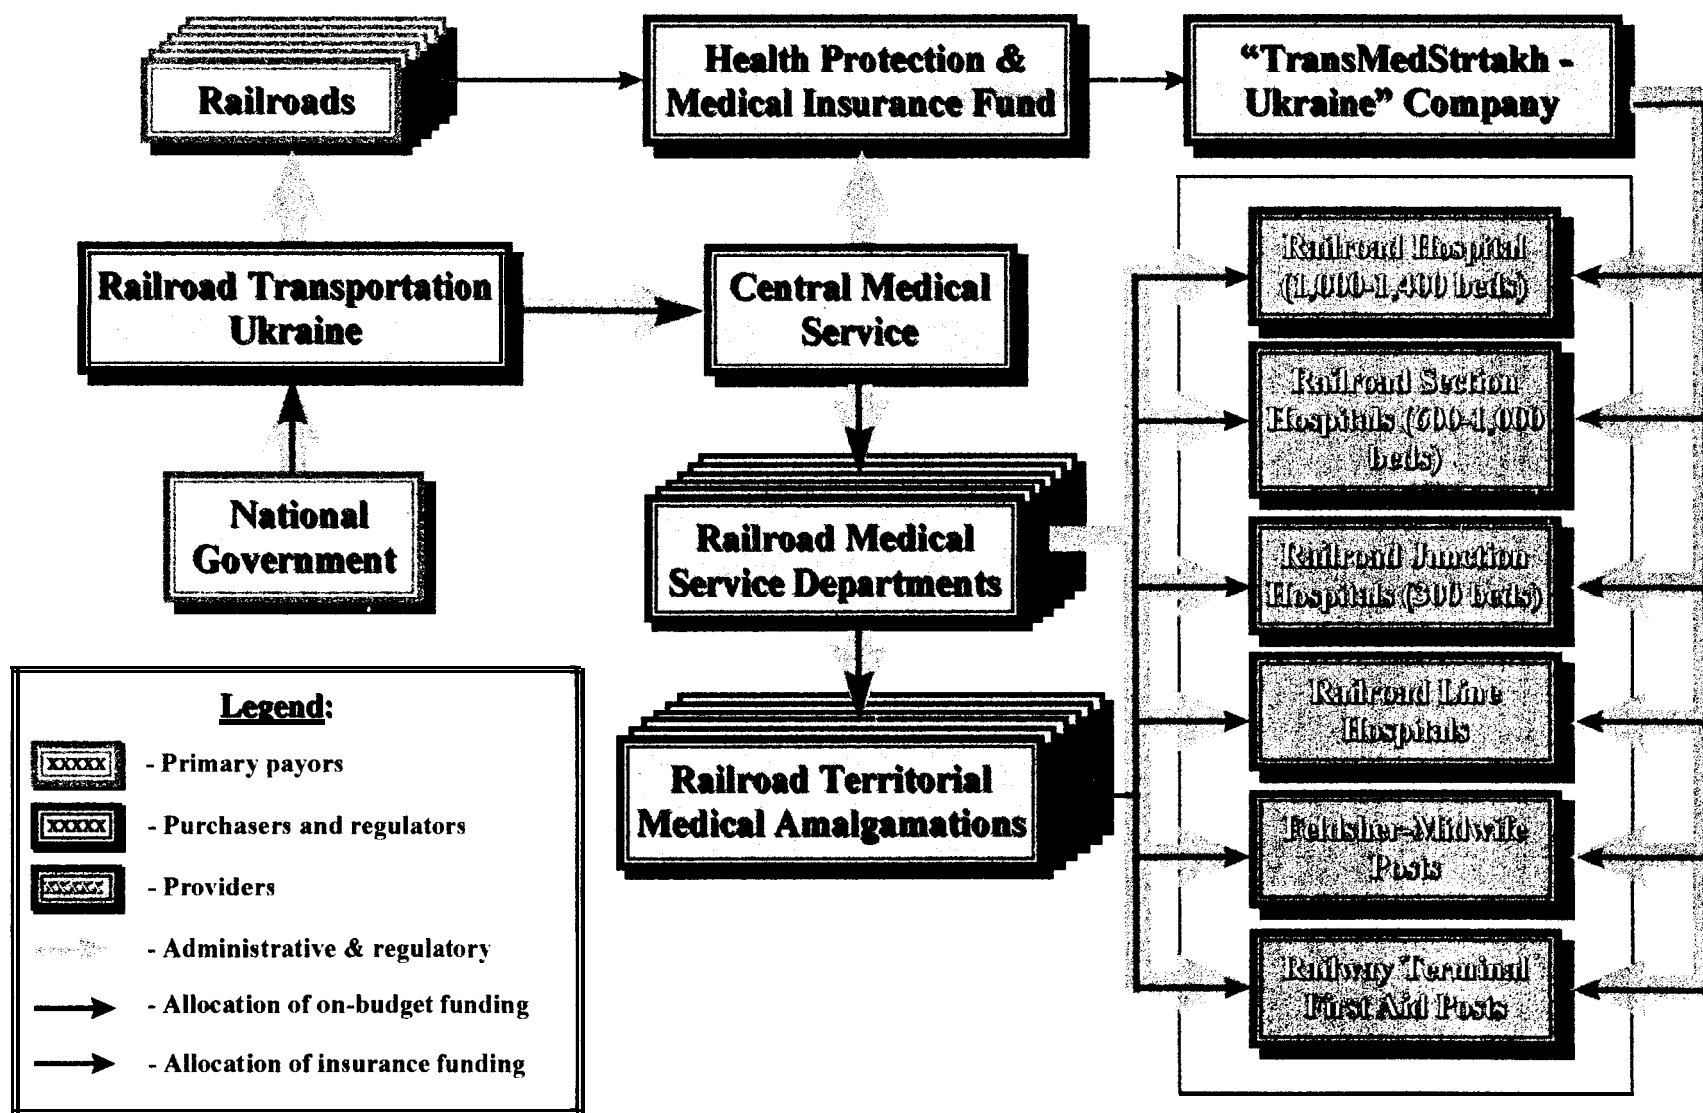 Railroads
Health Protection &
Medical Insurance Fund
“TransMedStrtakh -
Ukraine” Company
Railroad Transportation
Ukraine
Central Medical
Service
National
Government
Railroad Medical
Service Departments
Railroad Territorial
Medical Amalgamations
Railroad Hospital
(1,000-1,400 beds)
Railroad Section
Hospitals (600-1,000
beds)
Railroad Junction
Hospitals (300 beds)
Railroad Line
Hospitals
Feldsher-Midwife
Posts
Railway Terminal
First Aid Posts
Legend:
XXXXX - Primary payors
XXXXX - Purchasers and regulators
XXXXX - Providers
- Administrative & regulatory
- Allocation of on-budget funding
- Allocation of insurance funding